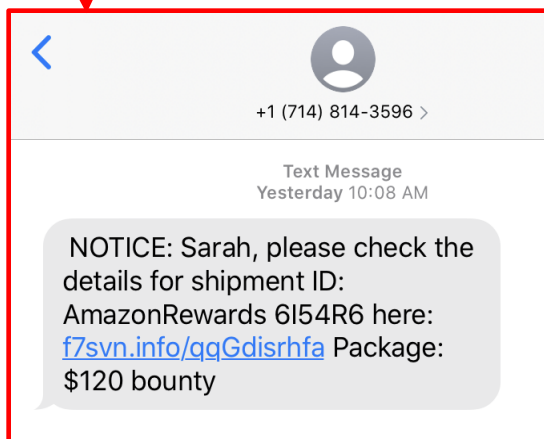 +1 (714) 814-3596 >
Text Message
Yesterday 10:08 AM
NOTICE: Sarah, please check the
details for shipment ID:
AmazonRewards 6I54R6 here:
f7svn.info/qqGdisrhfa Package:
$120 bounty